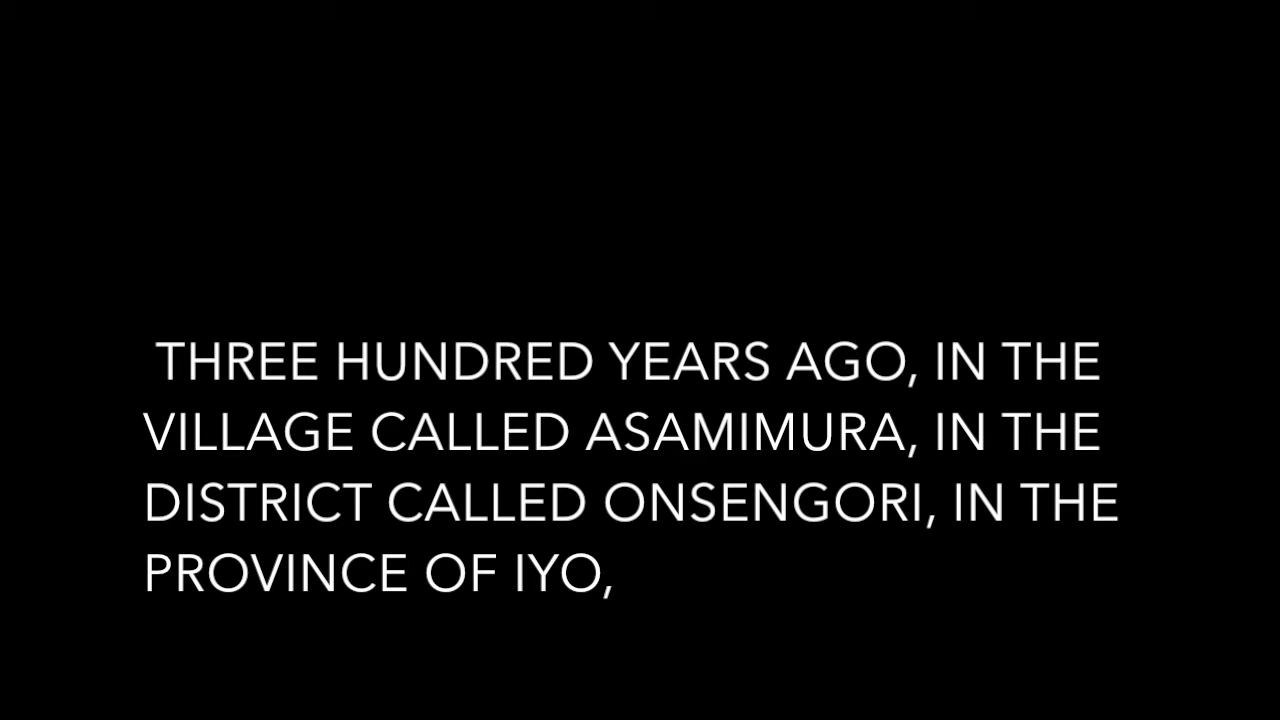 THREE HUNDRED YEARS AGO, IN THE
VILLAGE CALLED ASAMIMURA, IN THE
DISTRICT CALLED ONSENGORI, IN THE
PROVINCE OF IYO,